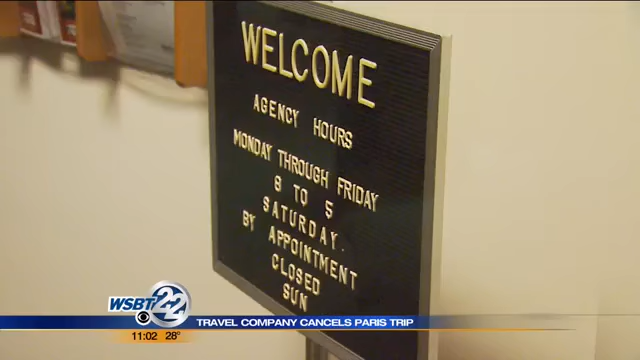 WELCOME
AGENCY HOURS
MONDAY THROUGH FRIDAY
8 TO 5
SATURDAY.
BY APPOINTMENT
CLOSED
SUN
WSBT 22
TRAVEL COMPANY CANCELS PARIS TRIP
11:02 28°